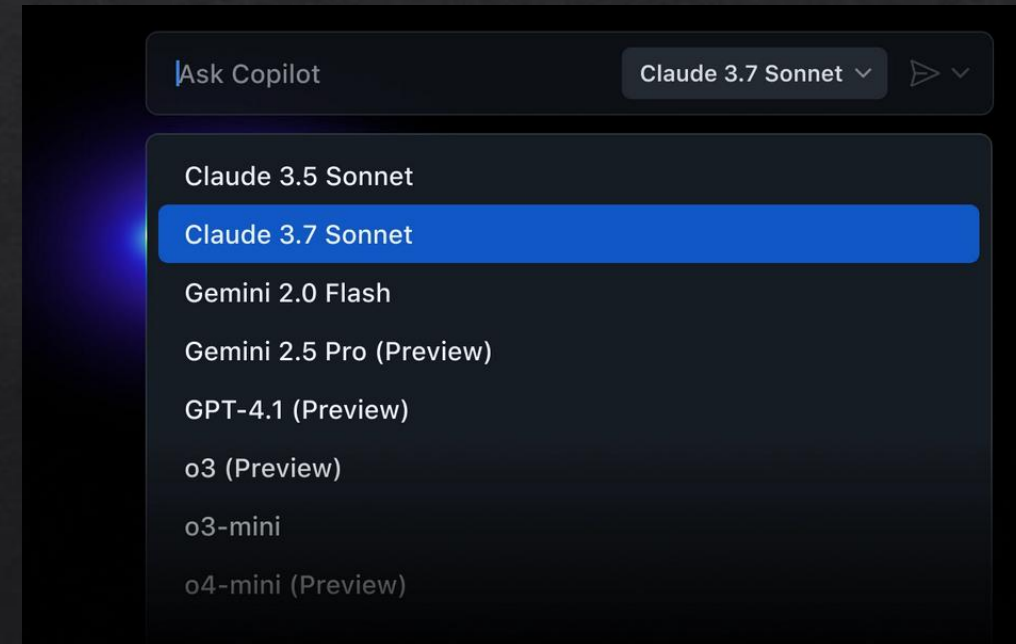 Ask Copilot
Claude 3.7 Sonnet
Claude 3.5 Sonnet
Claude 3.7 Sonnet
Gemini 2.0 Flash
Gemini 2.5 Pro (Preview)
GPT-4.1 (Preview)
o3 (Preview)
o3-mini
o4-mini (Preview)